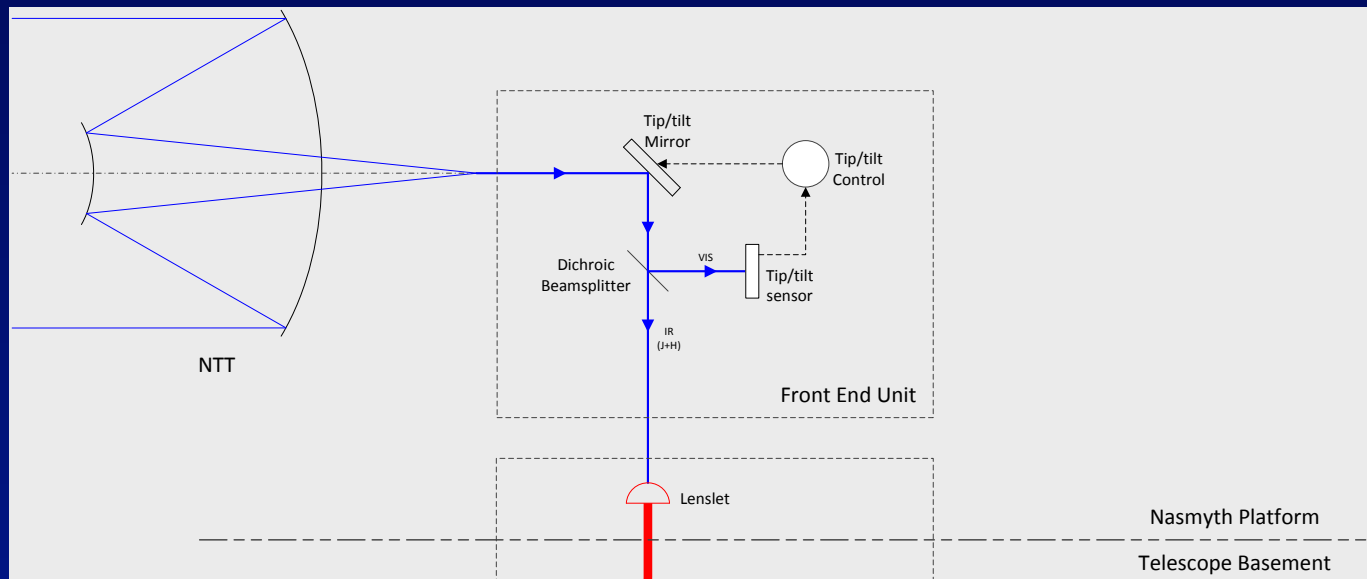 Tip/tilt
Mirror
Tip/tilt
Control
Dichroic
Beamsplitter
VIS
Tip/tilt
sensor
IR
(J+H)
NTT
Front End Unit
Lenslet
Nasmyth Platform
Telescope Basement